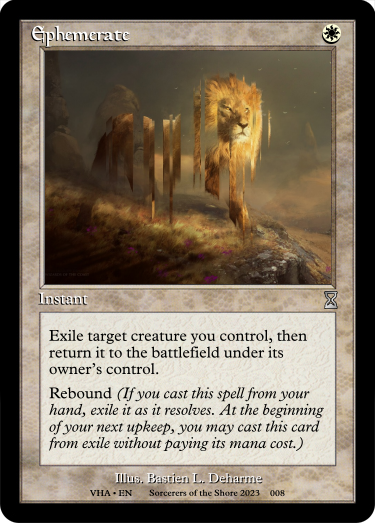 Ephemerate
Instant
Exile target creature you control, then
return it to the battlefield under its
owner's control.
Rebound (If you cast this spell from your
hand, exile it as it resolves. At the beginning
of your next upkeep, you may cast this card
from exile without paying its mana cost.)
Illus. Bastien L. Deharme
VHA • EN Sorcerers of the Shore 2023 008